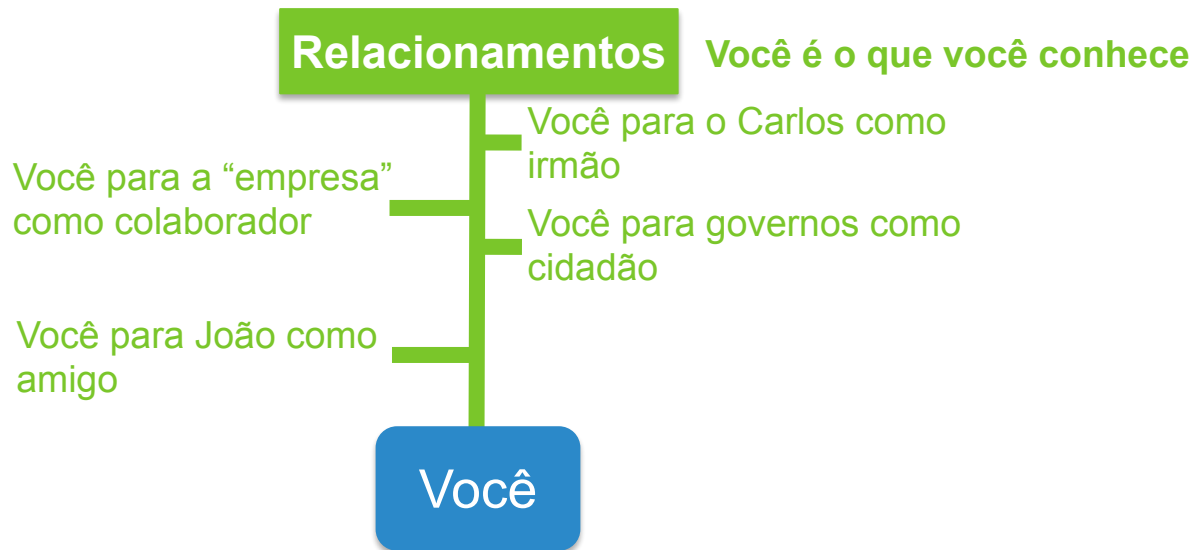 Relacionamentos
Você é o que você conhece
Você para o Carlos como
irmão
Você para a “empresa”
como colaborador
Você para governos como
cidadão
Você para João como
amigo
Você